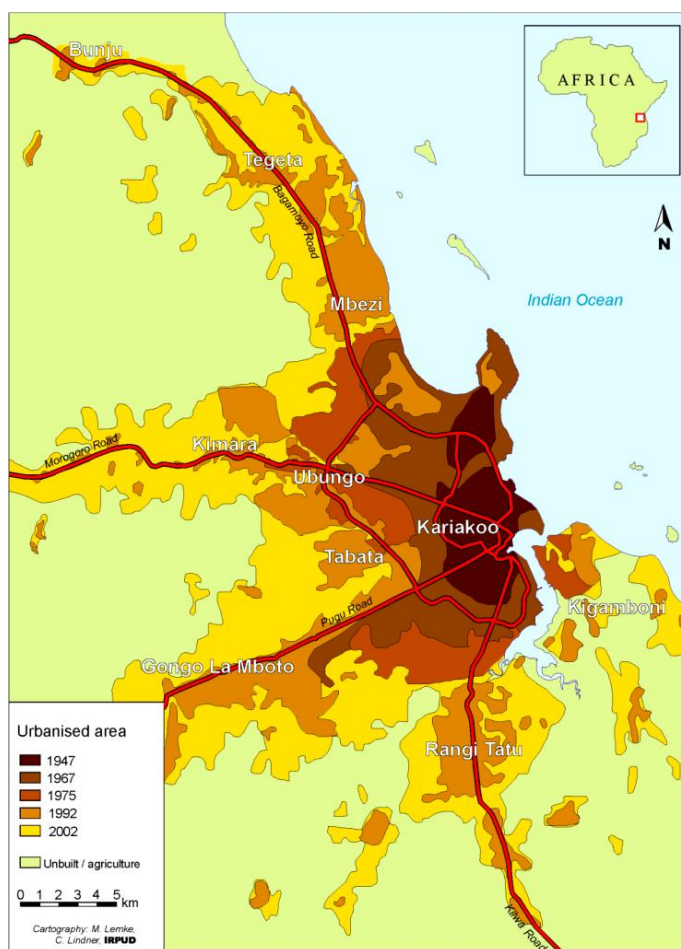 Bunju
AFRICA
Tegeta
Bagamoyo Road
N
Indian Ocean
Mbezi
Morogoro Road
Kimara
Ubungo
Kariakoo
Tabata
Kigamboni
Pugu Road
Gongo La Mboto
Rangi Tatu
Kilwa Road
Urbanised area
1947
1967
1975
1992
2002
Unbuilt / agriculture
0 1 2 3 4 5
km
Cartography: M. Lemke,
C. Lindner, IRPUD